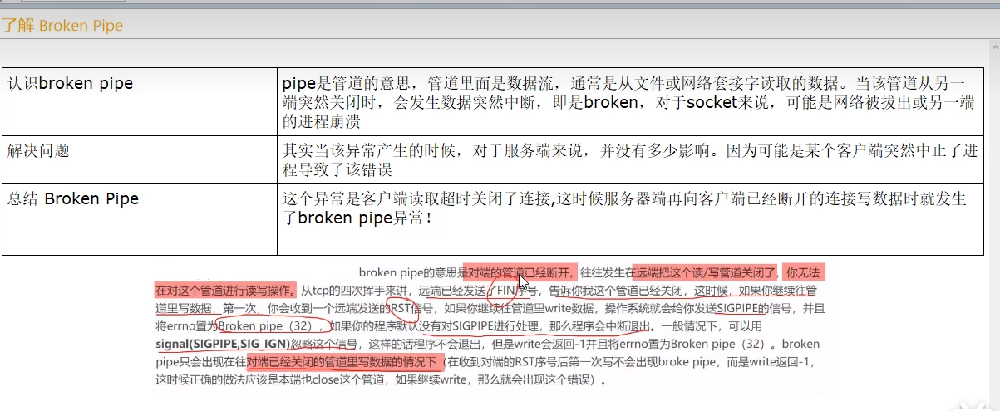 了解 Broken Pipe
认识broken pipe
pipe是管道的意思，管道里面是数据流，通常是从文件或网络套接字读取的数据。当该管道从另一
端突然关闭时，会发生数据突然中断，即是broken，对于socket来说，可能是网络被拔出或另一端
的进程崩溃
解决问题
其实当该异常产生的时候，对于服务端来说，并没有多少影响。因为可能是某个客户端突然中止了进
程导致了该错误
总结 Broken Pipe
这个异常是客户端读取超时关闭了连接,这时候服务器端再向客户端已经断开的连接写数据时就发生
了broken pipe异常！
broken pipe的意思是对端的管道已经断开，往往发生在远端把这个读/写管道关闭了，你无法
在对这个管道进行读写操作。从tcp的四次挥手来讲，远端已经发送了FIN序号，告诉你我这个管道已经关闭，这时候，如果你继续往管
道里写数据，第一次，你会收到一个远端发送的RST信号，如果你继续往管道里write数据，操作系统就会给你发送SIGPIPE的信号，并且
将errno置为Broken pipe（32），如果你的程序默认没有对SIGPIPE进行处理，那么程序会中断退出。一般情况下，可以用
signal(SIGPIPE,SIG_IGN)忽略这个信号，这样的话程序不会退出，但是write会返回-1并且将errno置为Broken pipe（32）。broken
pipe只会出现在往对端已经关闭的管道里写数据的情况下（在收到对端的RST序号后第一次写不会出现broke pipe，而是write返回-1，
这时候正确的做法应该是本端也close这个管道，如果继续write，那么就会出现这个错误）。